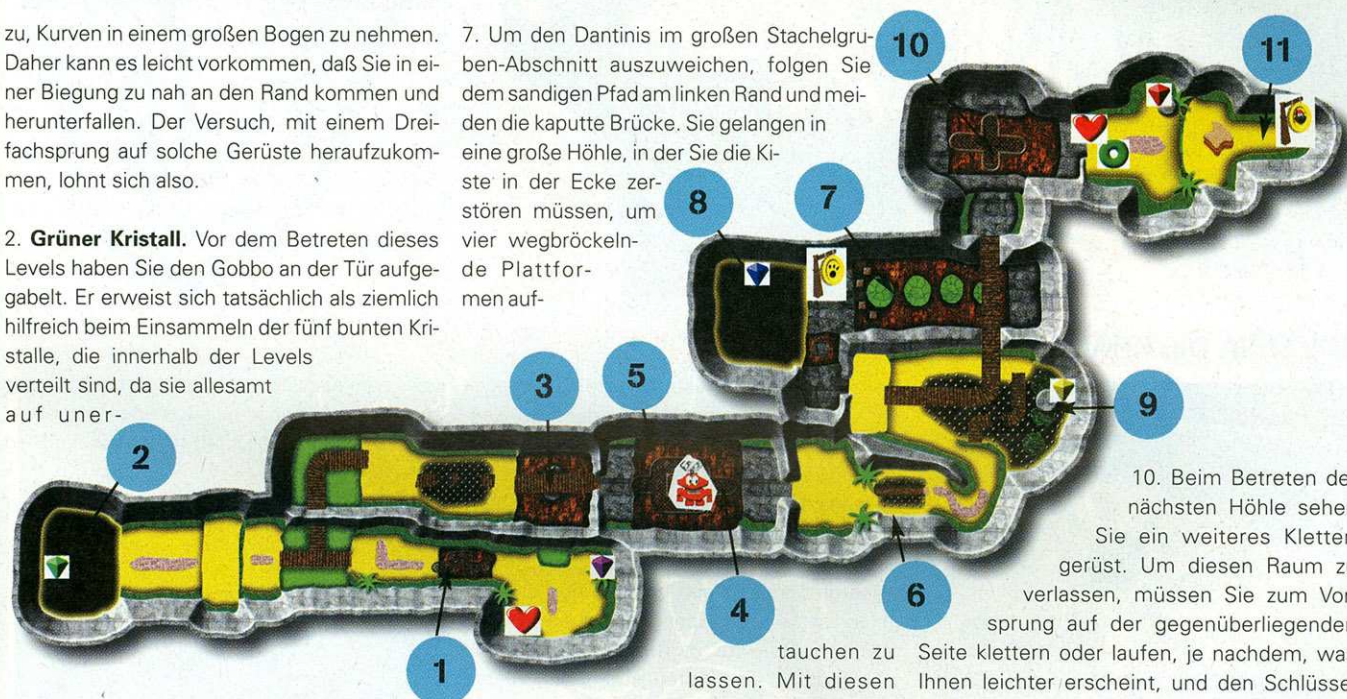 zu, Kurven in einem großen Bogen zu nehmen.
Daher kann es leicht vorkommen, daß Sie in ei-
ner Biegung zu nah an den Rand kommen und
herunterfallen. Der Versuch, mit einem Drei-
fachsprung auf solche Gerüste heraufzukom-
men, lohnt sich also.
2. Grüner Kristall. Vor dem Betreten dieses
Levels haben Sie den Gobbo an der Tür aufge-
gabelt. Er erweist sich tatsächlich als ziemlich
hilfreich beim Einsammeln der fünf bunten Kri-
stalle, die innerhalb der Levels
verteilt sind, da sie allesamt
auf uner-
7. Um den Dantinis im großen Stachelgru-
ben-Abschnitt auszuweichen, folgen Sie
dem sandigen Pfad am linken Rand und mei-
den die kaputte Brücke. Sie gelangen in
eine große Höhle, in der Sie die Ki-
ste in der Ecke zer-
stören müssen, um
vier wegbröckeln-
de Plattfor-
men auf-
tauchen zu
lassen. Mit diesen
10. Beim Betreten de
nächsten Höhle sehe
Sie ein weiteres Kletter
gerüst. Um diesen Raum z
verlassen, müssen Sie zum Vor
sprung auf der gegenüberliegende
Seite klettern oder laufen, je nachdem, wa
Ihnen leichter erscheint, und den Schlüsse
10
11
8
7
3
5
2
9
6
4
1